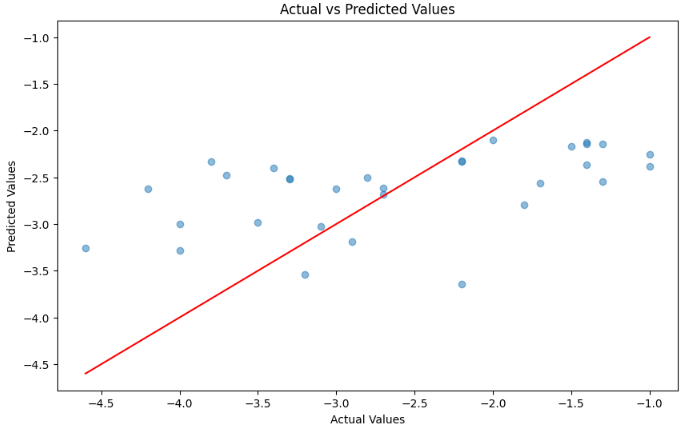 Actual vs Predicted Values
−1.0
−1.5
−2.0
−2.5
−3.0
−3.5
−4.0
−4.5
Predicted Values
−4.5 −4.0 −3.5 −3.0 −2.5 −2.0 −1.5 −1.0
Actual Values